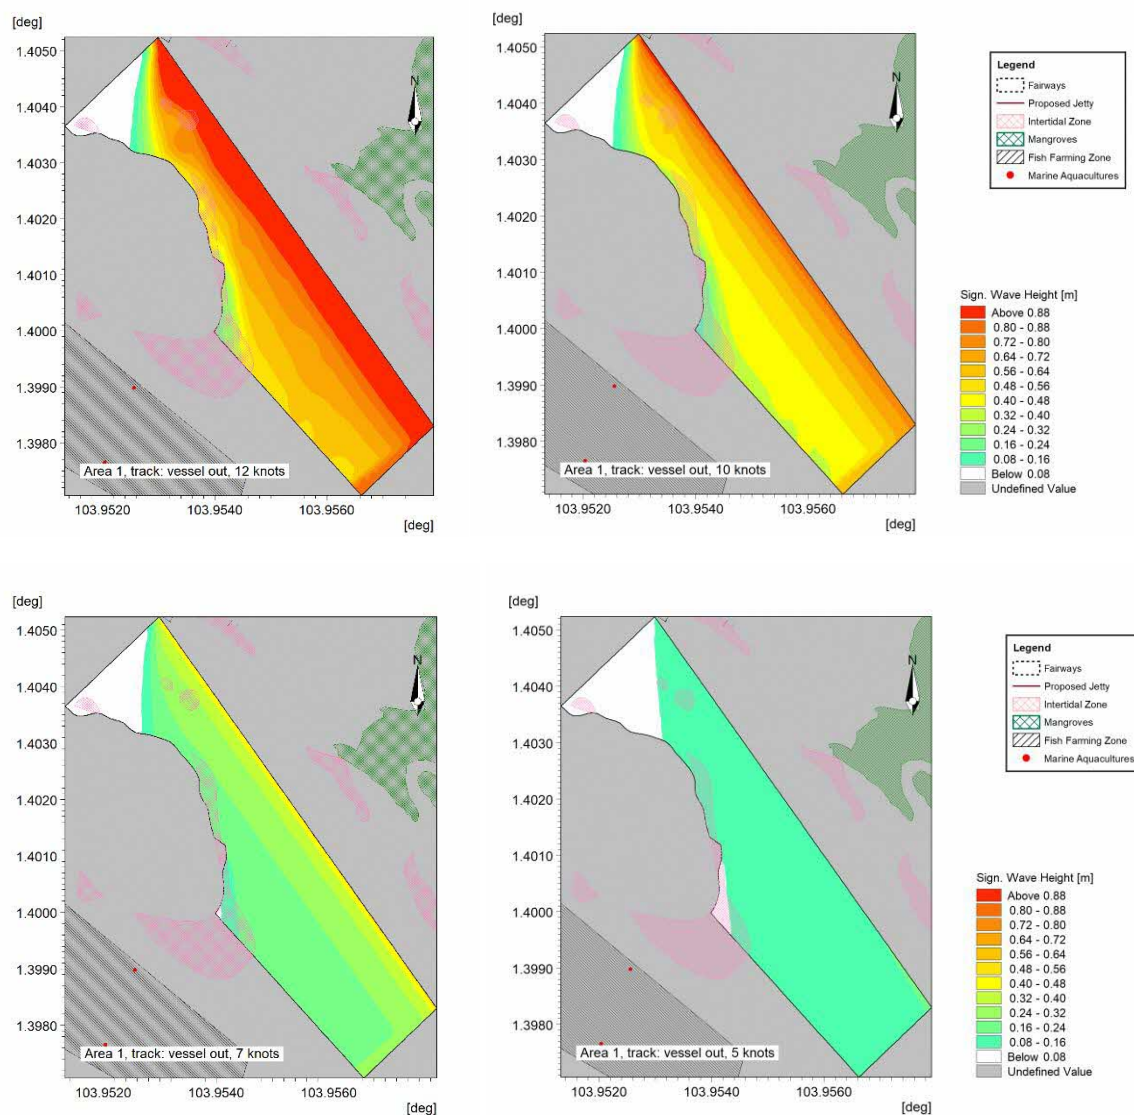 [deg]
1.4050
1.4040
1.4030
1.4020
1.4010
1.4000
1.3990
1.3980
N
Area 1, track: vessel out, 12 knots
103.9520 103.9540 103.9560
[deg]
[deg]
1.4050
1.4040
1.4030
1.4020
1.4010
1.4000
1.3990
1.3980
N
Area 1, track: vessel out, 10 knots
103.9520 103.9540 103.9560
[deg]
Legend
Fairways
Proposed Jetty
Intertidal Zone
Mangroves
Fish Farming Zone
Marine Aquacultures
Sign. Wave Height [m]
Above 0.88
0.80 - 0.88
0.72 - 0.80
0.64 - 0.72
0.56 - 0.64
0.48 - 0.56
0.40 - 0.48
0.32 - 0.40
0.24 - 0.32
0.16 - 0.24
0.08 - 0.16
Below 0.08
Undefined Value
[deg]
1.4050
1.4040
1.4030
1.4020
1.4010
1.4000
1.3990
1.3980
N
Area 1, track: vessel out, 7 knots
103.9520 103.9540 103.9560
[deg]
[deg]
1.4050
1.4040
1.4030
1.4020
1.4010
1.4000
1.3990
1.3980
N
Area 1, track: vessel out, 5 knots
103.9520 103.9540 103.9560
[deg]
Legend
Fairways
Proposed Jetty
Intertidal Zone
Mangroves
Fish Farming Zone
Marine Aquacultures
Sign. Wave Height [m]
Above 0.88
0.80 - 0.88
0.72 - 0.80
0.64 - 0.72
0.56 - 0.64
0.48 - 0.56
0.40 - 0.48
0.32 - 0.40
0.24 - 0.32
0.16 - 0.24
0.08 - 0.16
Below 0.08
Undefined Value